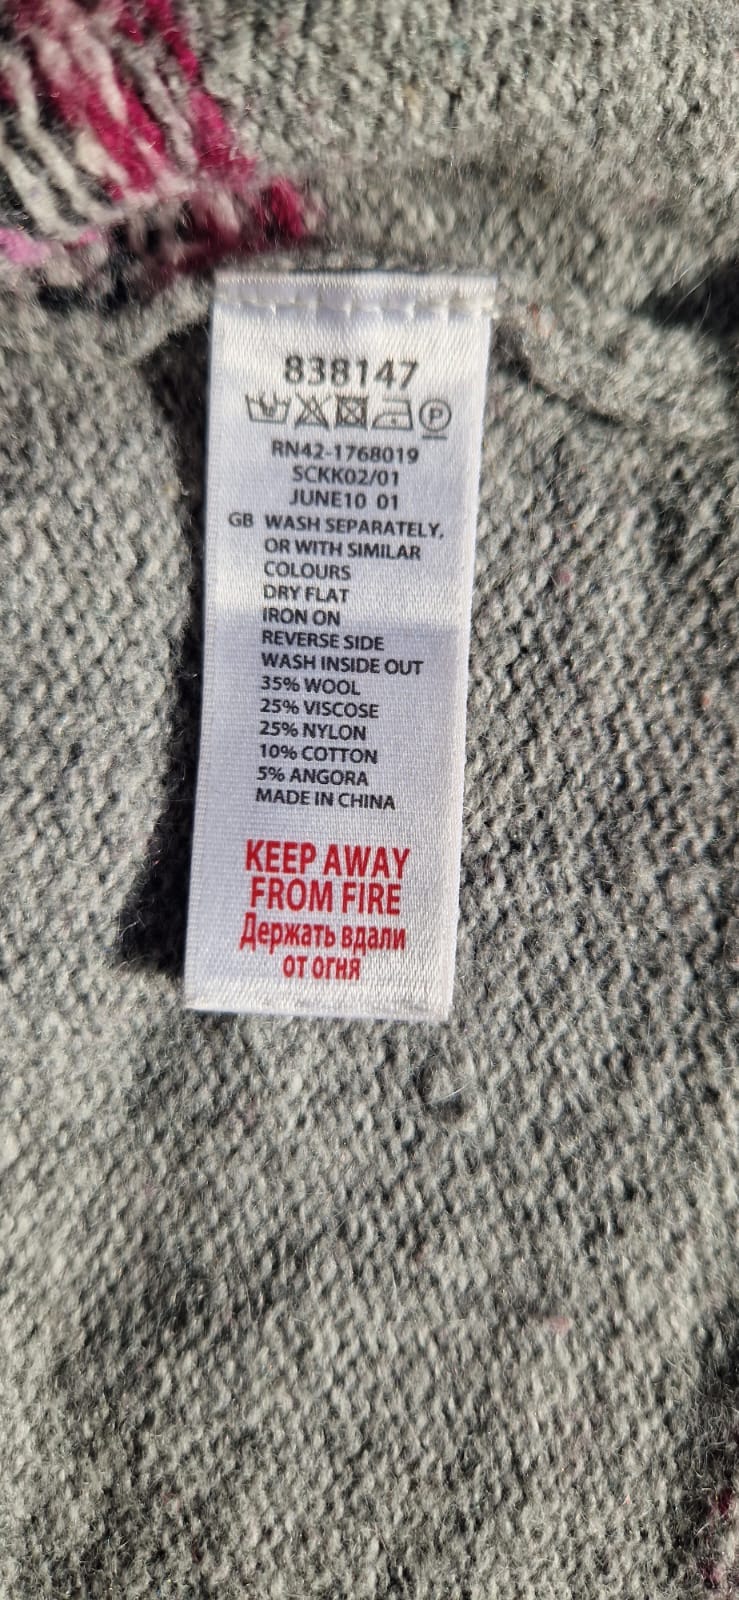 838147
P
RN42-1768019
SCKK02/01
JUNE10 01
GB WASH SEPARATELY,
OR WITH SIMILAR
COLOURS
DRY FLAT
IRON ON
REVERSE SIDE
WASH INSIDE OUT
35% WOOL
25% VISCOSE
25% NYLON
10% COTTON
5% ANGORA
MADE IN CHINA
KEEP AWAY
FROM FIRE
Держать вдали
от огня